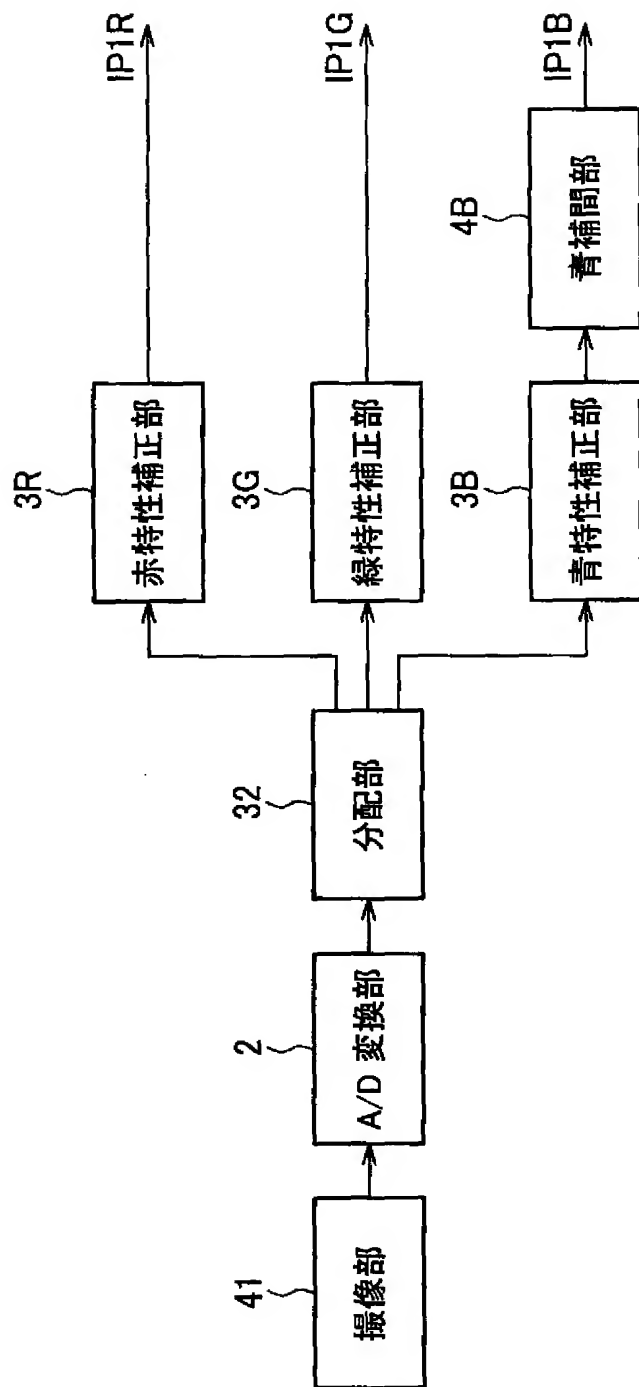 41
撮像部
2
A/D 変換部
32
分配部
3R
赤特性補正部
IP1R
3G
緑特性補正部
IP1G
3B
青特性補正部
4B
青補間部
IP1B